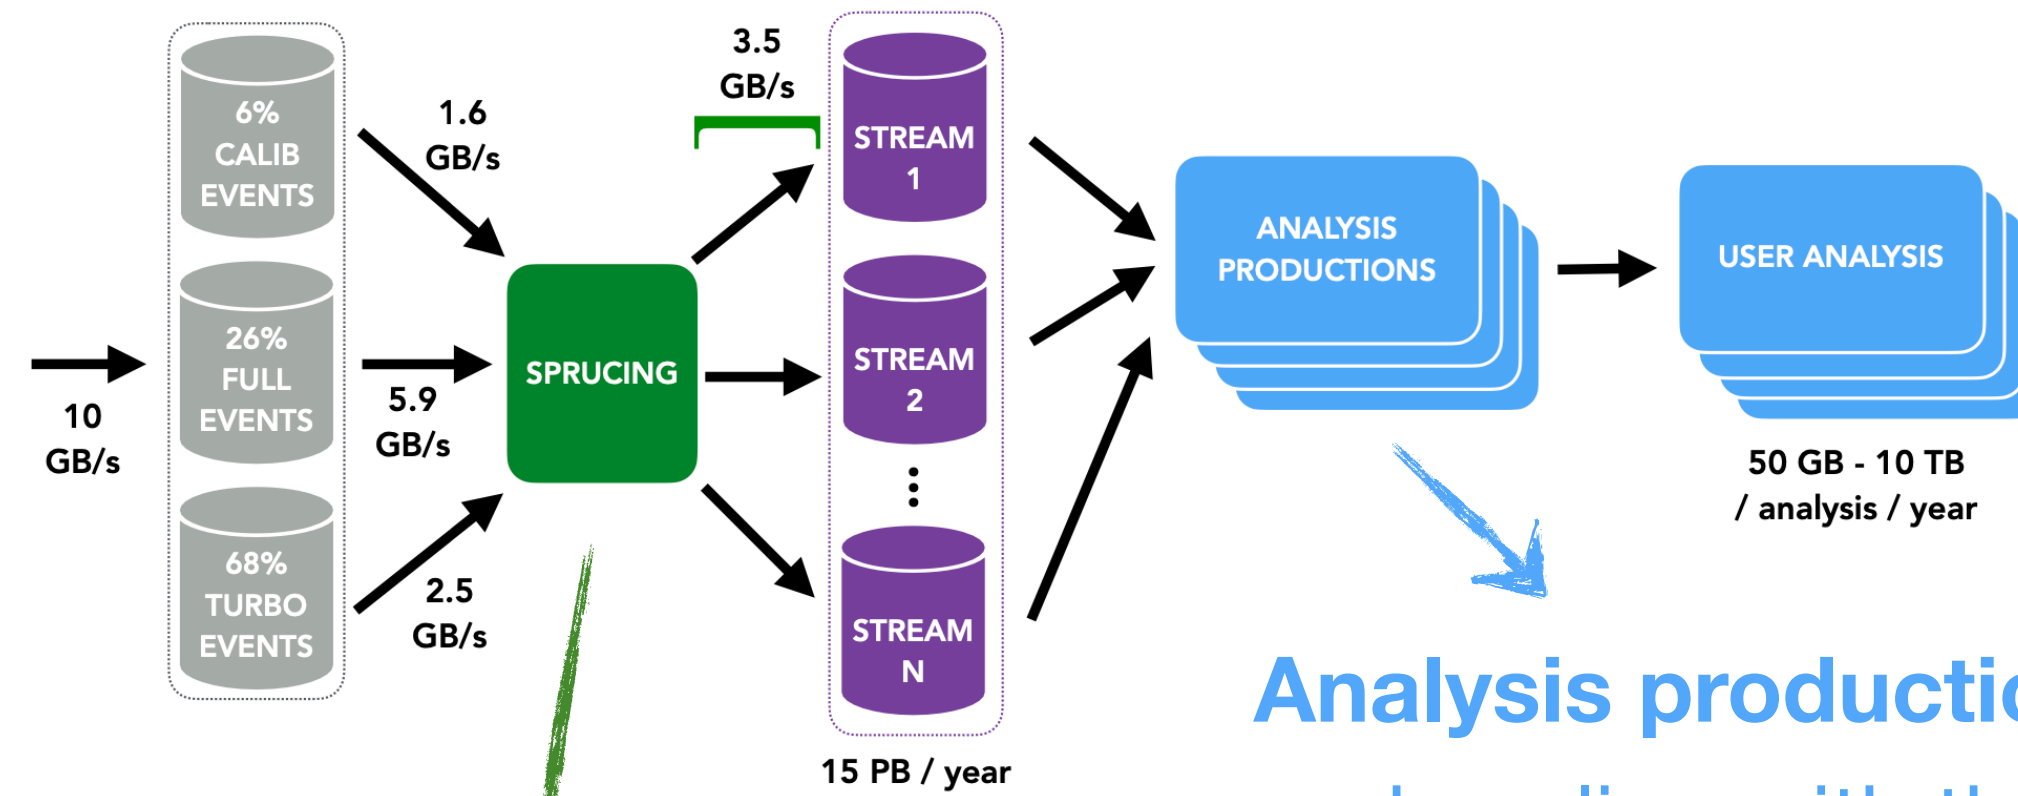 10
GB/s
6%
CALIB
EVENTS
26%
FULL
EVENTS
68%
TURBO
EVENTS
1.6
GB/s
5.9
GB/s
2.5
GB/s
SPRUCING
3.5
GB/s
STREAM
1
STREAM
2
STREAM
N
15 PB / year
ANALYSIS
PRODUCTIONS
USER ANALYSIS
50 GB - 10 TB
/ analysis / year
Analysis